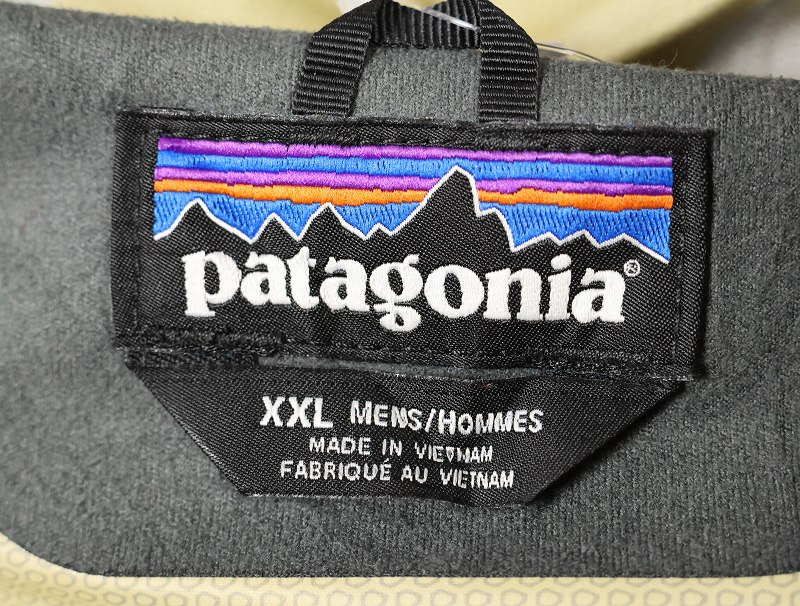 patagonia®
XXL MENS/HOMMES
MADE IN VIETNAM
FABRIQUÉ AU VIETNAM